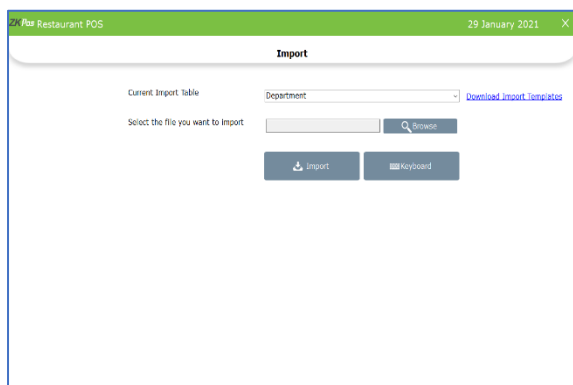 ZKPos Restaurant POS 29 January 2021 X
Import
Current Import Table Department Download Import Templates
Select the file you want to import Browse
Import Keyboard